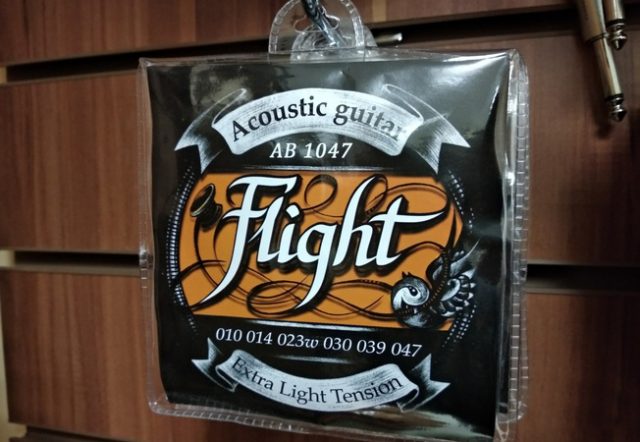 Acoustic guitar
AB 1047
Flight
010 014 023w 030 039 047
Extra Light Tension